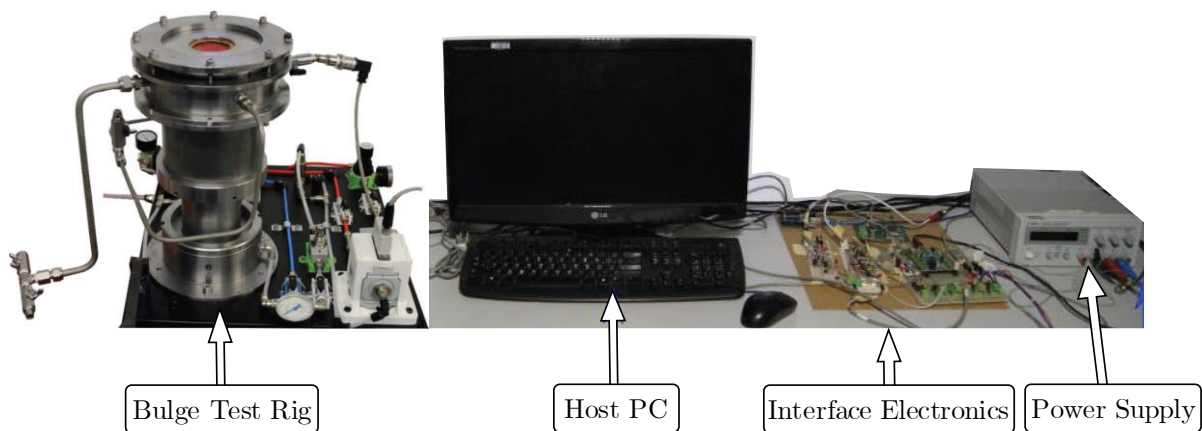 LG
Bulge Test Rig
Host PC
Interface Electronics
Power Supply